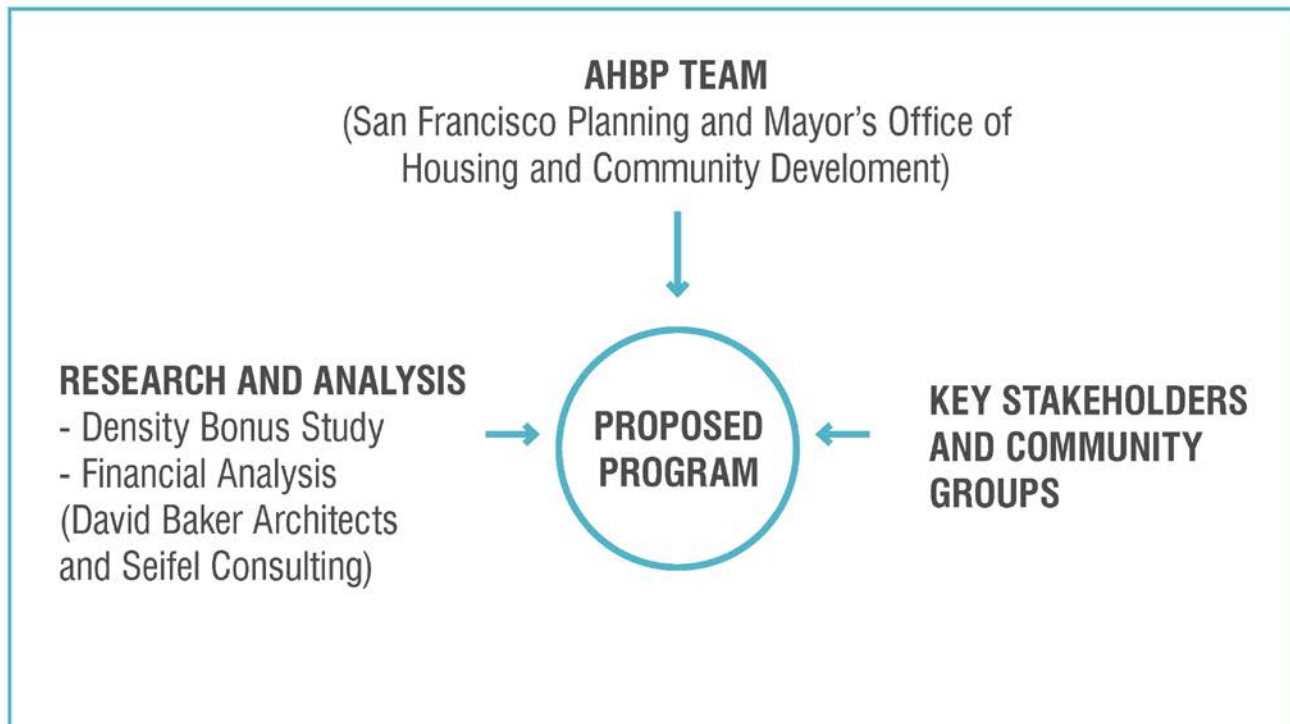 AHBP TEAM
(San Francisco Planning and Mayor's Office of
Housing and Community Develoment)
RESEARCH AND ANALYSIS
- Density Bonus Study
- Financial Analysis
(David Baker Architects
and Seifel Consulting)
PROPOSED
PROGRAM
KEY STAKEHOLDERS
AND COMMUNITY
GROUPS